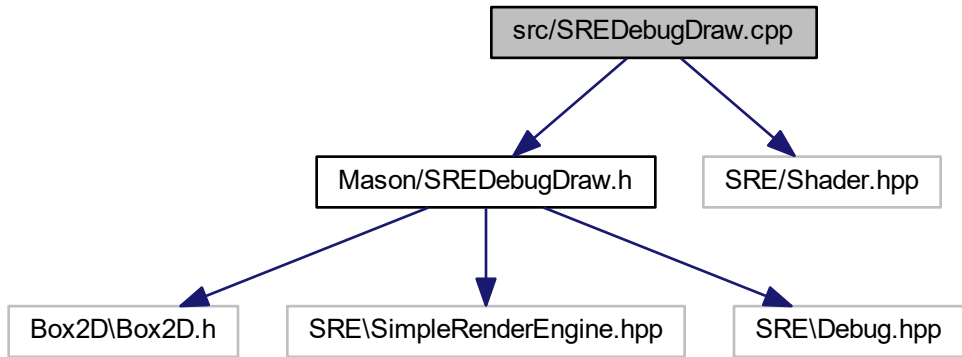 src/SREDebugDraw.cpp
Mason/SREDebugDraw.h
SRE/Shader.hpp
Box2D\Box2D.h
SRE\SimpleRenderEngine.hpp
SRE\Debug.hpp